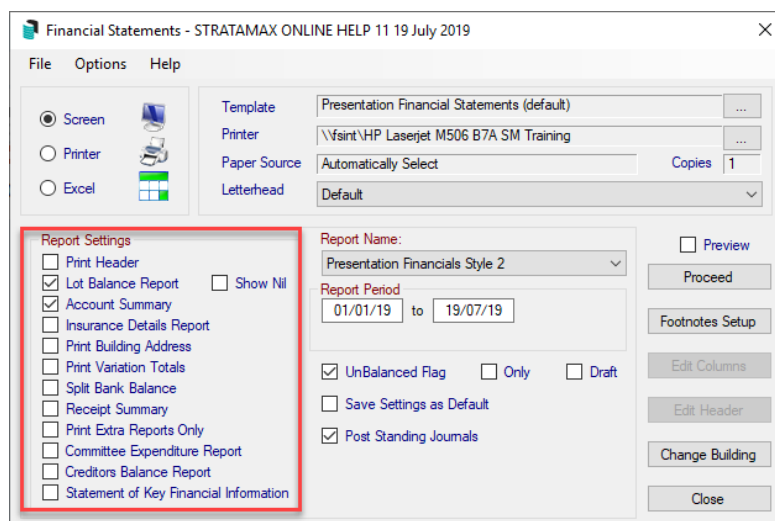 Financial Statements - STRATAMAX ONLINE HELP 11 19 July 2019
File Options Help
Screen
Printer
Excel
Template Presentation Financial Statements (default) ...
Printer \\fsint\HP Laserjet M506 B7A SM Training ...
Paper Source Automatically Select Copies 1
Letterhead Default
Report Settings
Print Header
Lot Balance Report Show Nil
Account Summary
Insurance Details Report
Print Building Address
Print Variation Totals
Split Bank Balance
Receipt Summary
Print Extra Reports Only
Committee Expenditure Report
Creditors Balance Report
Statement of Key Financial Information
Report Name:
Presentation Financials Style 2
Report Period
01/01/19 to 19/07/19
UnBalanced Flag Only Draft
Save Settings as Default
Post Standing Journals
Preview
Proceed
Footnotes Setup
Edit Columns
Edit Header
Change Building
Close